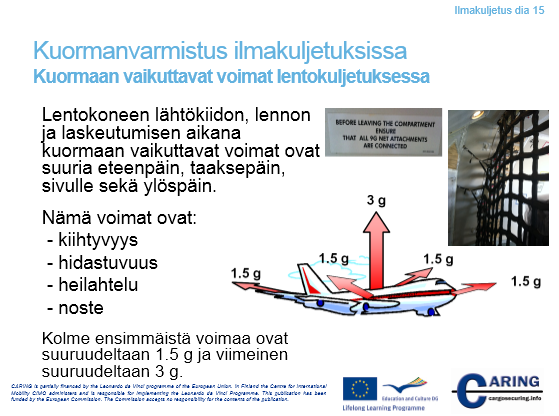 Ilmakuljetus dia 15
Kuormanvarmistus ilmakuljetuksissa
Kuormaan vaikuttavat voimat lentokuljetuksessa
Lentokoneen lähtökiidon, lennon
ja laskeutumisen aikana
kuormaan vaikuttavat voimat ovat
suuria eteenpäin, taaksepäin,
sivulle sekä ylöspäin.
Nämä voimat ovat:
- kiihtyvyys
- hidastuvuus
- heilahtelu
- noste
Kolme ensimmäistä voimaa ovat
suuruudeltaan 1.5 g ja viimeinen
suuruudeltaan 3 g.
BEFORE LEAVING THE COMPARTMENT
ENSURE
THAT ALL 9G NET ATTACHMENTS
ARE CONNECTED
3 g
1.5 g
1.5 g
1.5 g
1.5 g
CARING is partially financed by the Leonardo da Vinci programme of the European Union. In Finland the Centre for International
Mobility CIMO administers and is responsible for implementing the Leonardo da Vinci Programme. This publication has been
funded by the European Commission. The Commission accepts no responsibility for the contents of the publication.
Education and Culture DG
Lifelong Learning Programme
CARING
cargosecuring.info